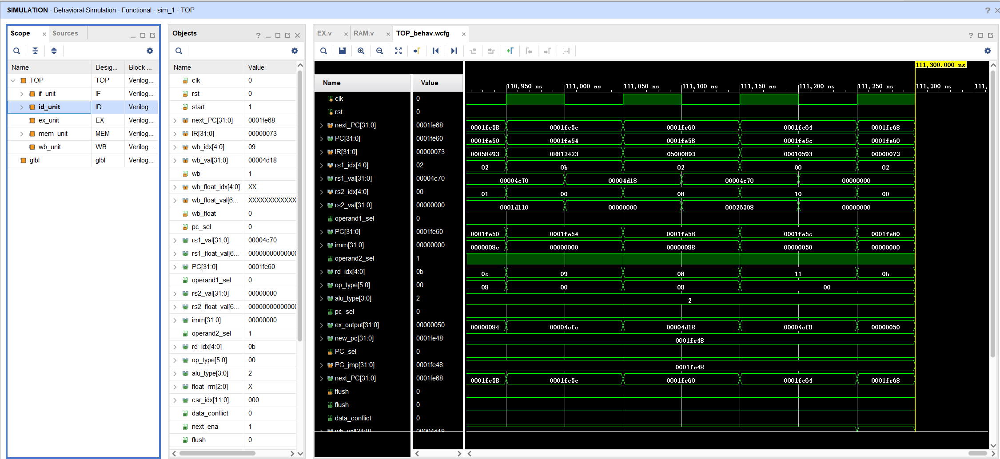 SIMULATION - Behavioral Simulation - Functional - sim_1 - TOP
Scope
Sources
Name Desig... Block ...
TOP TOP Verilog...
if_unit IF Verilog...
id_unit ID Verilog...
ex_unit EX Verilog...
mem_unit MEM Verilog...
wb_unit WB Verilog...
glbl glbl Verilog...
Objects
Name Value
clk 0
rst 0
start 1
next_PC[31:0] 0001fe68
IR[31:0] 00000073
wb_idx[4:0] 09
wb_val[31:0] 00004d18
wb 1
wb_float_idx[4:0] XX
wb_float_val[6... XXXXXXXXXXXX
wb_float 0
pc_sel 0
rs1_val[31:0] 00004c70
rs1_float_val[6... 0000000000000
PC[31:0] 0001fe60
operand1_sel 0
rs2_val[31:0] 00000000
rs2_float_val[6... 0000000000000
imm[31:0] 00000000
operand2_sel 1
rd_idx[4:0] 0b
op_type[5:0] 00
alu_type[3:0] 2
float_rm[2:0] X
csr_idx[11:0] 000
data_conflict 0
next_ena 1
flush 0
EX.v RAM.v TOP_behav.wcfg
111,300.000 ns
Name Value 110,950 ns 111,000 ns 111,050 ns 111,100 ns 111,150 ns 111,200 ns 111,250 ns 111,300 ns 111,
clk 0
rst 0
next_PC[31:0] 0001fe68 0001fe58 0001fe5c 0001fe60 0001fe64 0001fe68
PC[31:0] 0001fe60 0001fe50 0001fe54 0001fe58 0001fe5c 0001fe60
IR[31:0] 00000073 00058493 08812423 05000893 00010593 00000073
rs1_idx[4:0] 02 02 0b 02 00 02
rs1_val[31:0] 00004c70 00004c70 00004d18 00004c70 00000000
rs2_idx[4:0] 00 01 00 08 10 00
rs2_val[31:0] 00000000 0001d110 00000000 00026308 00000000
operand1_sel 0
PC[31:0] 0001fe60 0001fe50 0001fe54 0001fe58 0001fe5c 0001fe60
imm[31:0] 00000000 0000008c 00000000 00000088 00000050 00000000
operand2_sel 1
rd_idx[4:0] 0b 0c 09 08 11 0b
op_type[5:0] 00 08 00 08 00
alu_type[3:0] 2 2
pc_sel 0
ex_output[31:0] 00000050 00000084 00004cfc 00004d18 00004cf8 00000050
new_pc[31:0] 0001fe48 0001fe48
PC_sel 0
PC_jmp[31:0] 0001fe48 0001fe48
next_PC[31:0] 0001fe68 0001fe58 0001fe5c 0001fe60 0001fe64 0001fe68
flush 0
flush 0
data_conflict 0
wb_val[31:0] 00004d18